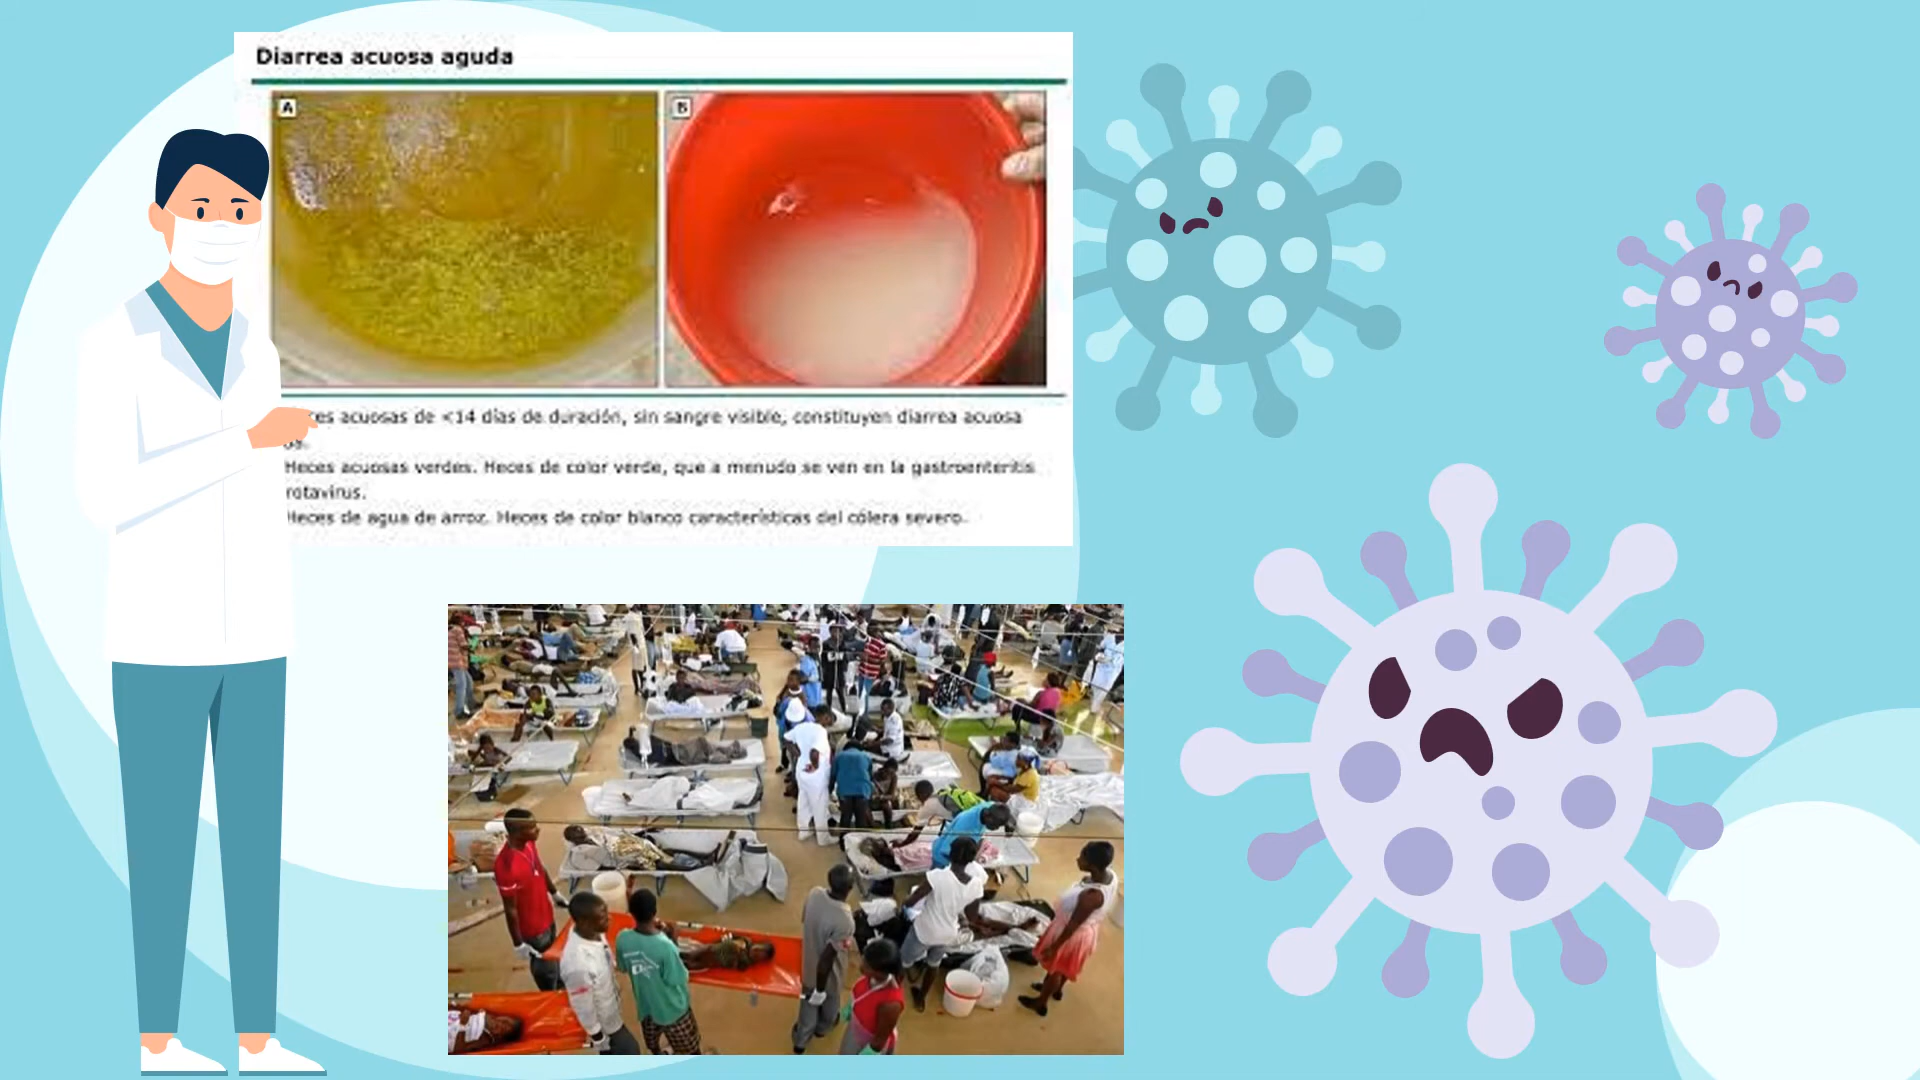 Diarrea acuosa aguda
A
B
acuosas de <14 días de duración, sin sangre visible, constituyen diarrea acuosa
Heces acuosas verdes. Heces de color verde, que a menudo se ven en la gastroenteritis
rotavirus.
Heces de agua de arroz. Heces de color blanco características del cólera severo.